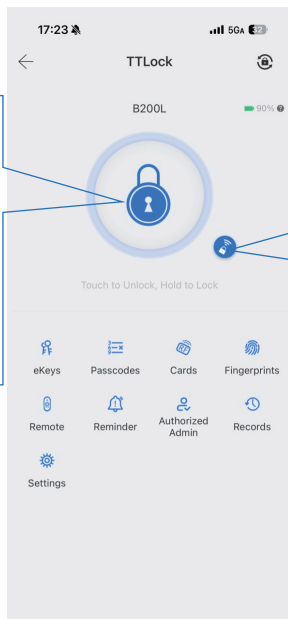 17:23 5GA 32
TTLock
B200L 90% ?
Touch to Unlock, Hold to Lock
eKeys Passcodes Cards Fingerprints
Remote Reminder Authorized Admin Records
Settings